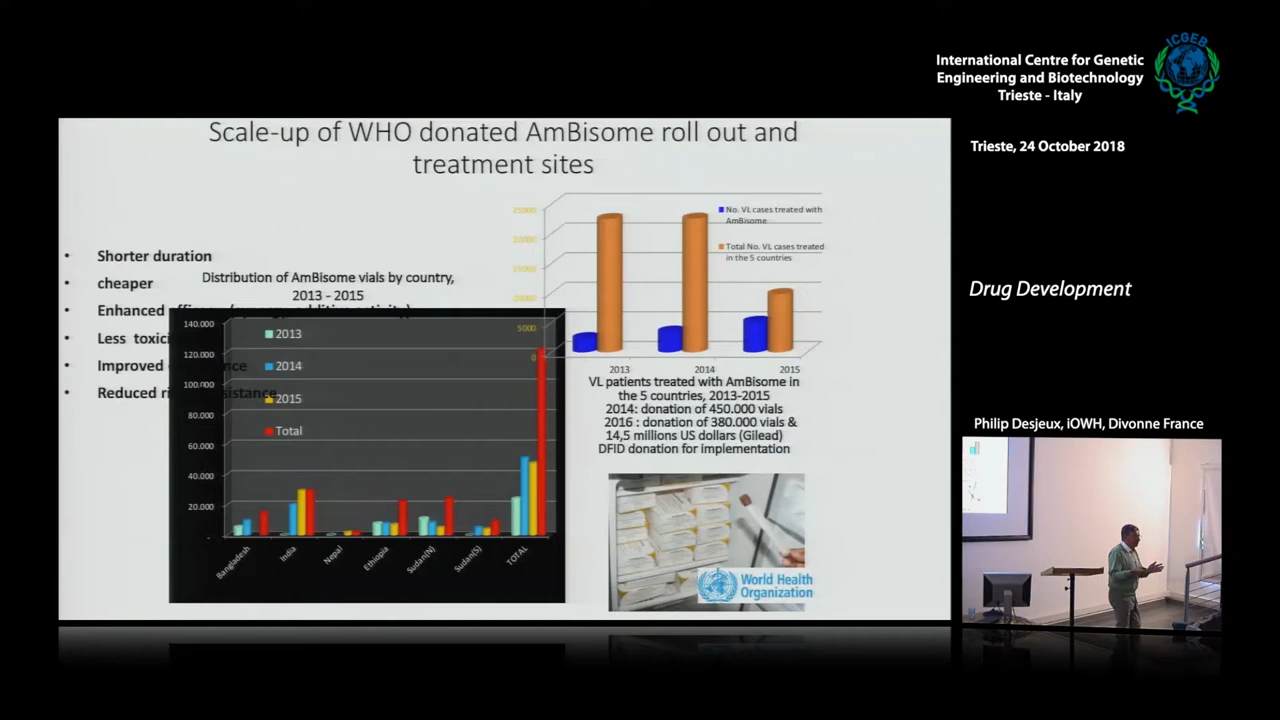 International Centre for Genetic
Engineering and Biotechnology
Trieste - Italy
ICGEB
Trieste, 24 October 2018
Drug Development
Philip Desjeux, iOWH, Divonne France
Scale-up of WHO donated AmBisome roll out and
treatment sites
• Shorter duration
• cheaper
• Enhanced
• Less toxici
• Improved
• Reduced
Distribution of AmBisome vials by country,
2013 - 2015
140.000
120.000
100.000
80.000
60.000
40.000
20.000
-
2013
2014
2015
Total
Bangladesh
India
Nepal
Ethiopia
Sudan(N)
Sudan(S)
TOTAL
25000
20000
15000
10000
5000
0
No. VL cases treated with
AmBisome
Total No. VL cases treated
in the 5 countries
2013
2014
2015
VL patients treated with AmBisome in
the 5 countries, 2013-2015
2014: donation of 450.000 vials
2016 : donation of 380.000 vials &
14,5 millions US dollars (Gilead)
DFID donation for implementation
World Health
Organization